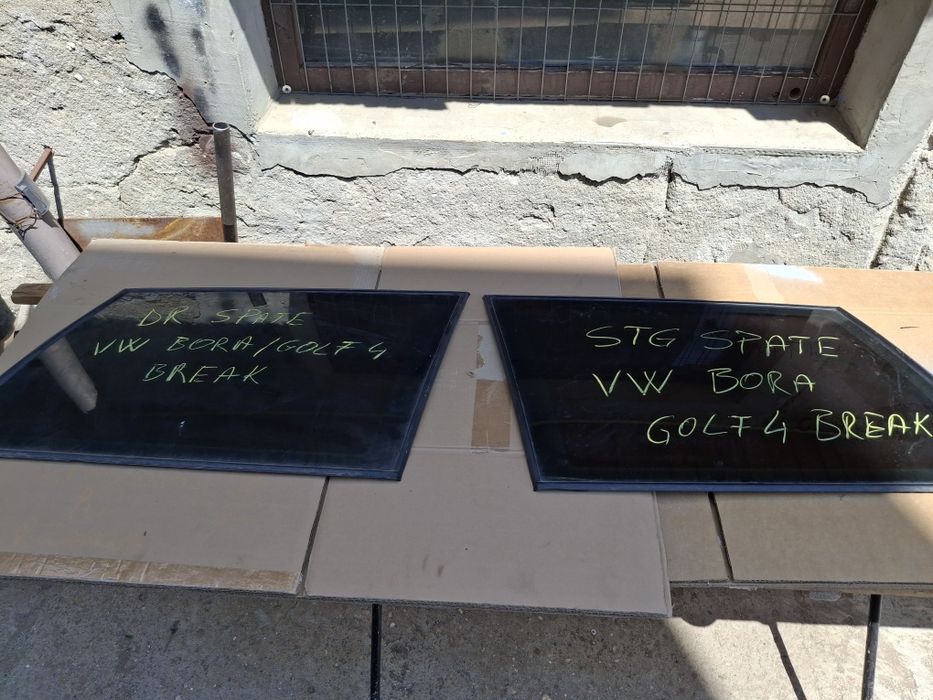 DR SPATE
VW BORA/GOLF 4
BREAK
STG SPATE
VW BORA
GOLF 4 BREAK